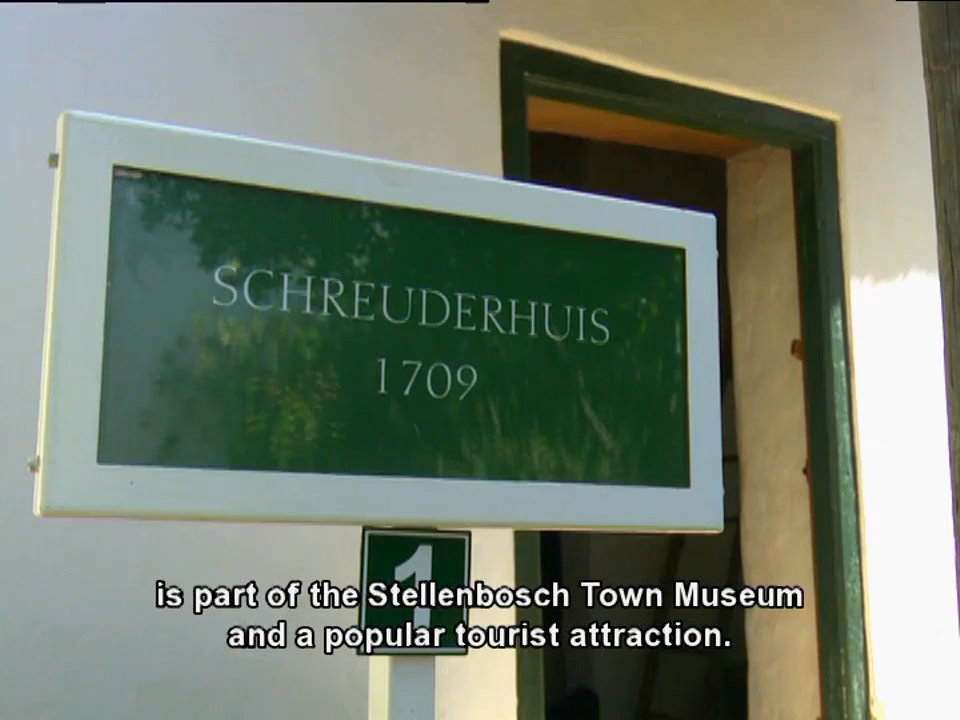 SCHREUDERHUIS
1709
1
is part of the Stellenbosch Town Museum
and a popular tourist attraction.